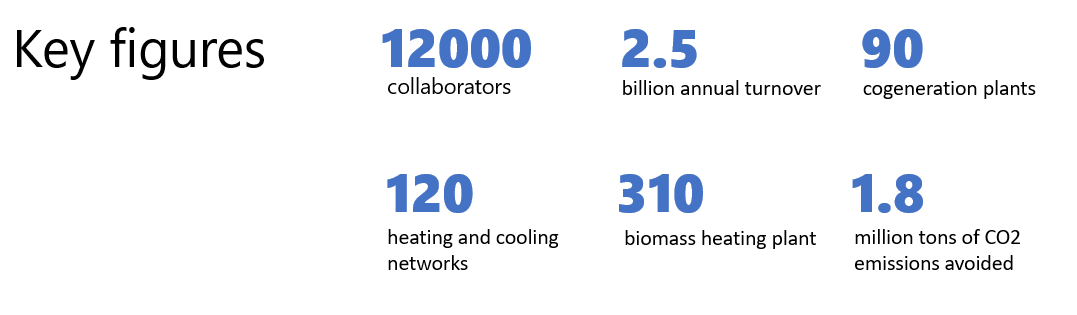 Key figures
12000
collaborators
2.5
billion annual turnover
90
cogeneration plants
120
heating and cooling
networks
310
biomass heating plant
1.8
million tons of CO2
emissions avoided